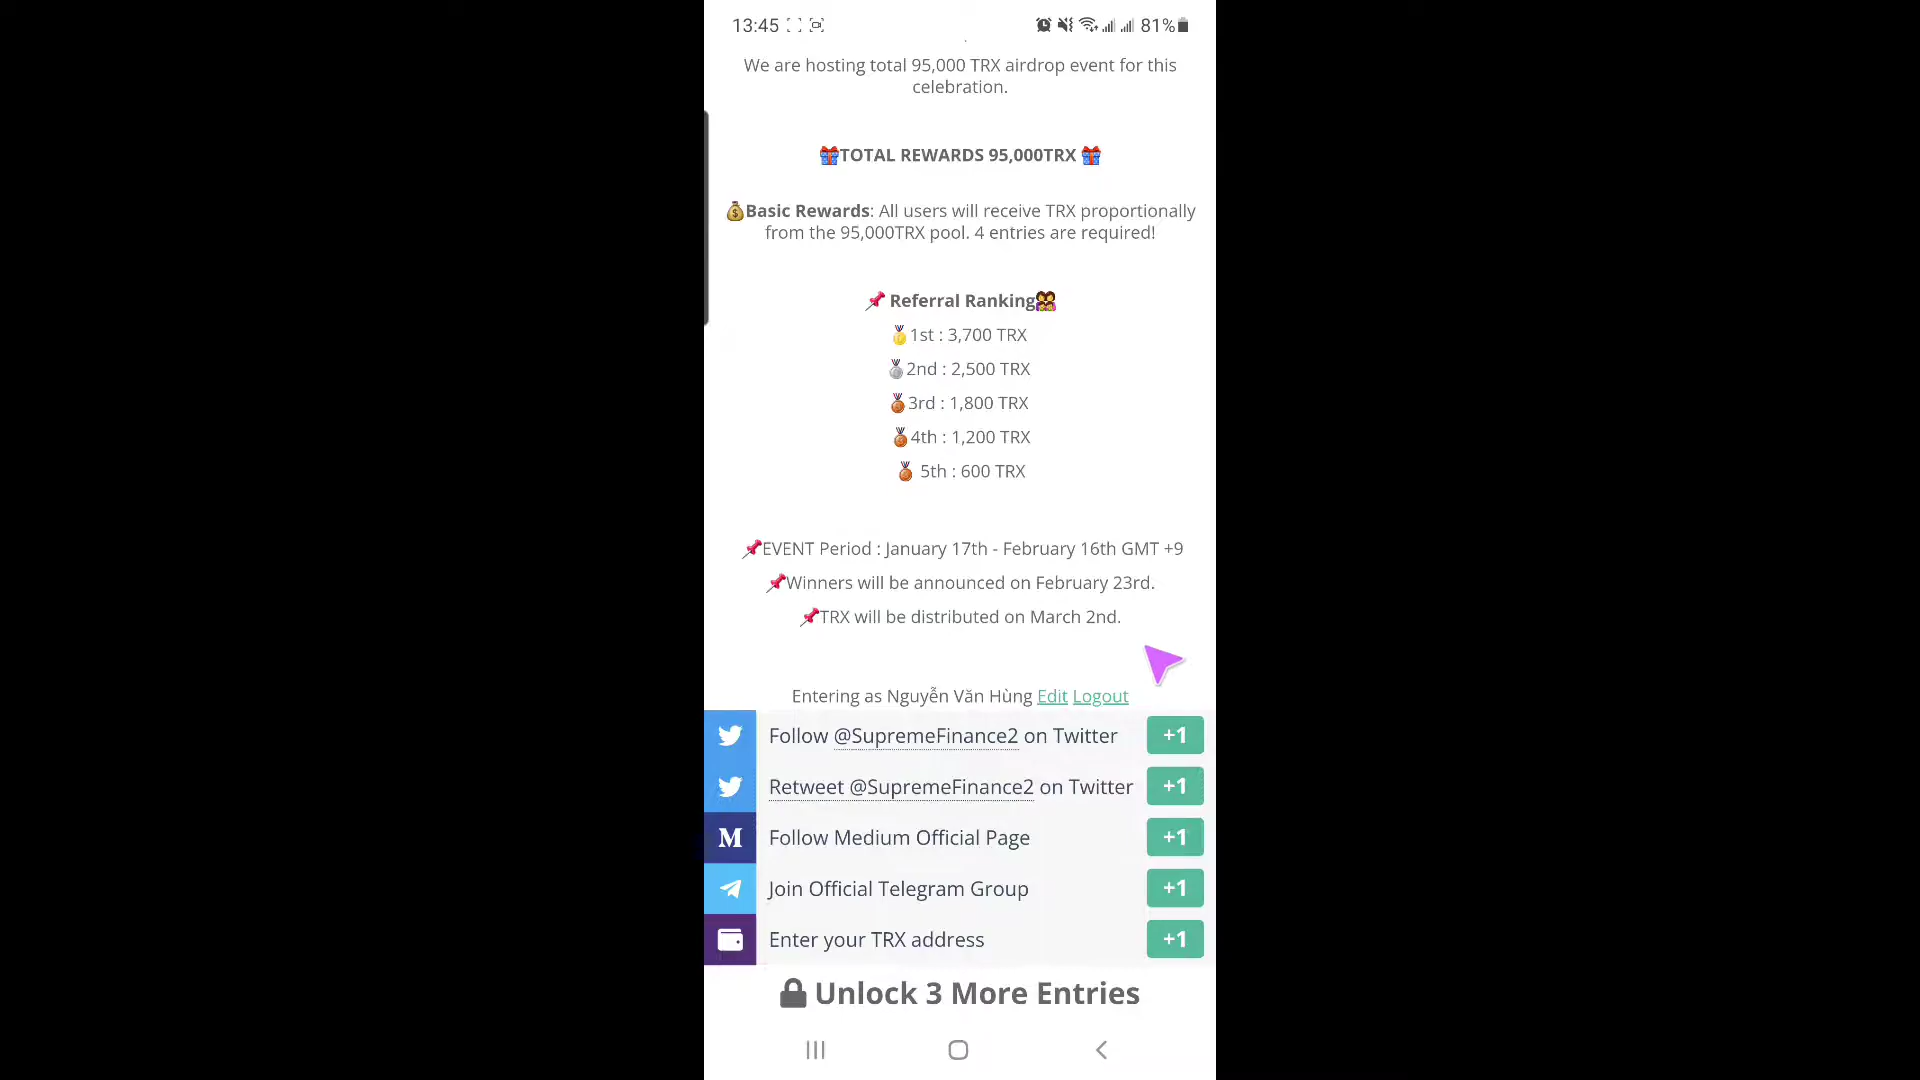 13:45 81%
We are hosting total 95,000 TRX airdrop event for this
celebration.
🎁TOTAL REWARDS 95,000TRX 🎁
💰Basic Rewards: All users will receive TRX proportionally
from the 95,000TRX pool. 4 entries are required!
📌 Referral Ranking👭
🥇1st : 3,700 TRX
🥈2nd : 2,500 TRX
🥉3rd : 1,800 TRX
🏅4th : 1,200 TRX
🏅 5th : 600 TRX
📌EVENT Period : January 17th - February 16th GMT +9
📌Winners will be announced on February 23rd.
📌TRX will be distributed on March 2nd.
Entering as Nguyễn Văn Hùng Edit Logout
Follow @SupremeFinance2 on Twitter +1
Retweet @SupremeFinance2 on Twitter +1
M Follow Medium Official Page +1
Join Official Telegram Group +1
Enter your TRX address +1
🔒 Unlock 3 More Entries